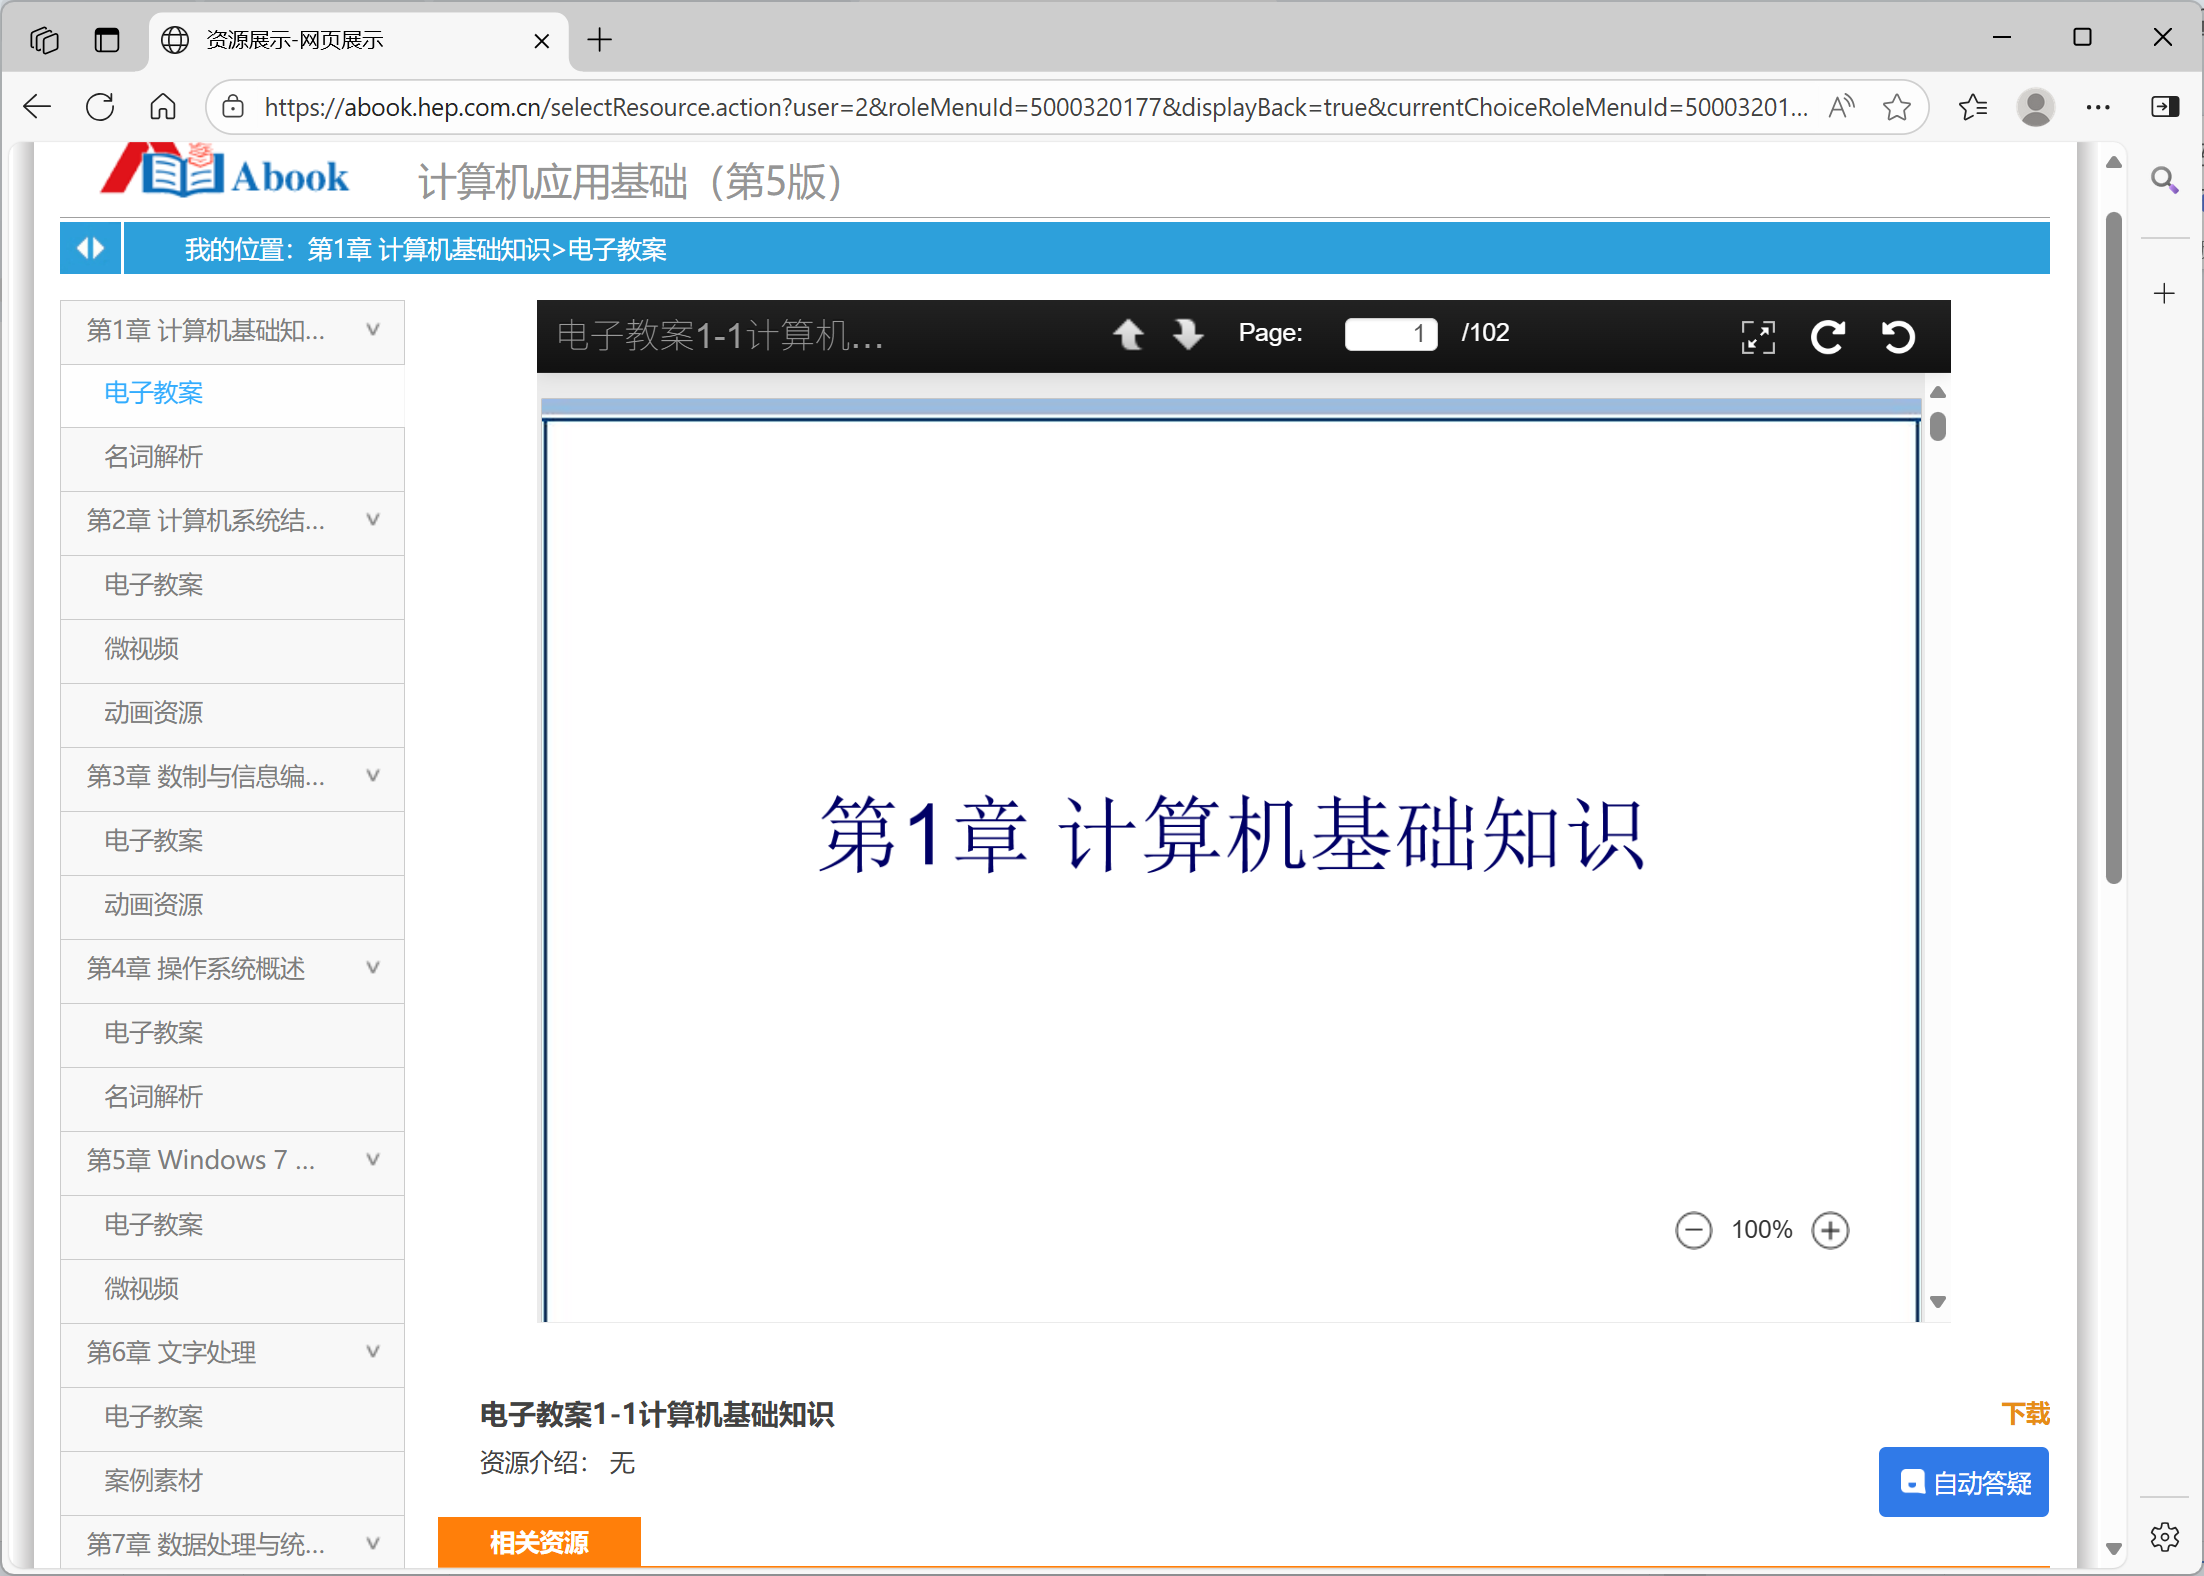 资源展示-网页展示
https://abook.hep.com.cn/selectResource.action?user=2&roleMenuId=5000320177&displayBack=true&currentChoiceRoleMenuId=50003201...
Abook
计算机应用基础（第5版）
我的位置：第1章 计算机基础知识>电子教案
第1章 计算机基础知...
电子教案
名词解析
第2章 计算机系统结...
电子教案
微视频
动画资源
第3章 数制与信息编...
电子教案
动画资源
第4章 操作系统概述
电子教案
名词解析
第5章 Windows 7 ...
电子教案
微视频
第6章 文字处理
电子教案
案例素材
第7章 数据处理与统...
电子教案1-1计算机...
Page: 1 /102
第1章 计算机基础知识
100%
电子教案1-1计算机基础知识
下载
资源介绍： 无
自动答疑
相关资源